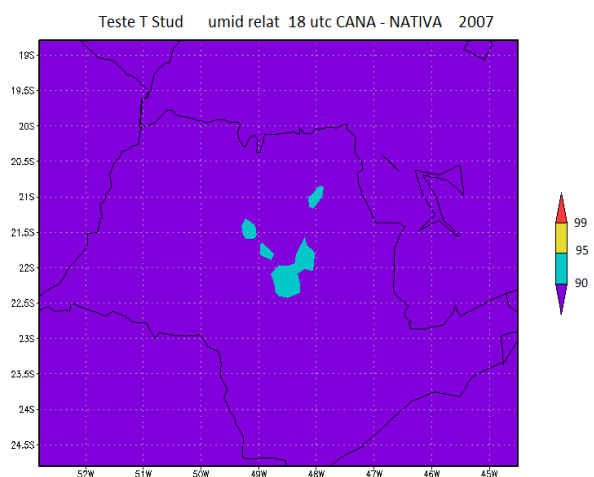 Teste T Stud umid relat 18 utc CANA - NATIVA 2007
19S
19.5S
20S
20.5S
21S
21.5S
22S
22.5S
23S
23.5S
24S
24.5S
52W 51W 50W 49W 48W 47W 46W 45W
99
95
90